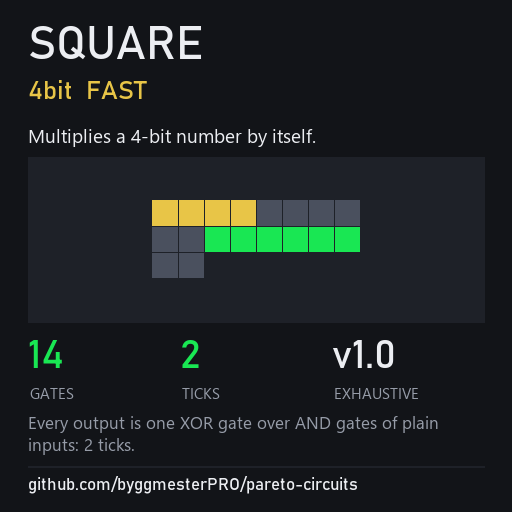 SQUARE
4bit FAST
Multiplies a 4-bit number by itself.
14 2 v1.0
GATES TICKS EXHAUSTIVE
Every output is one XOR gate over AND gates of plain
inputs: 2 ticks.
github.com/byggmesterPRO/pareto-circuits